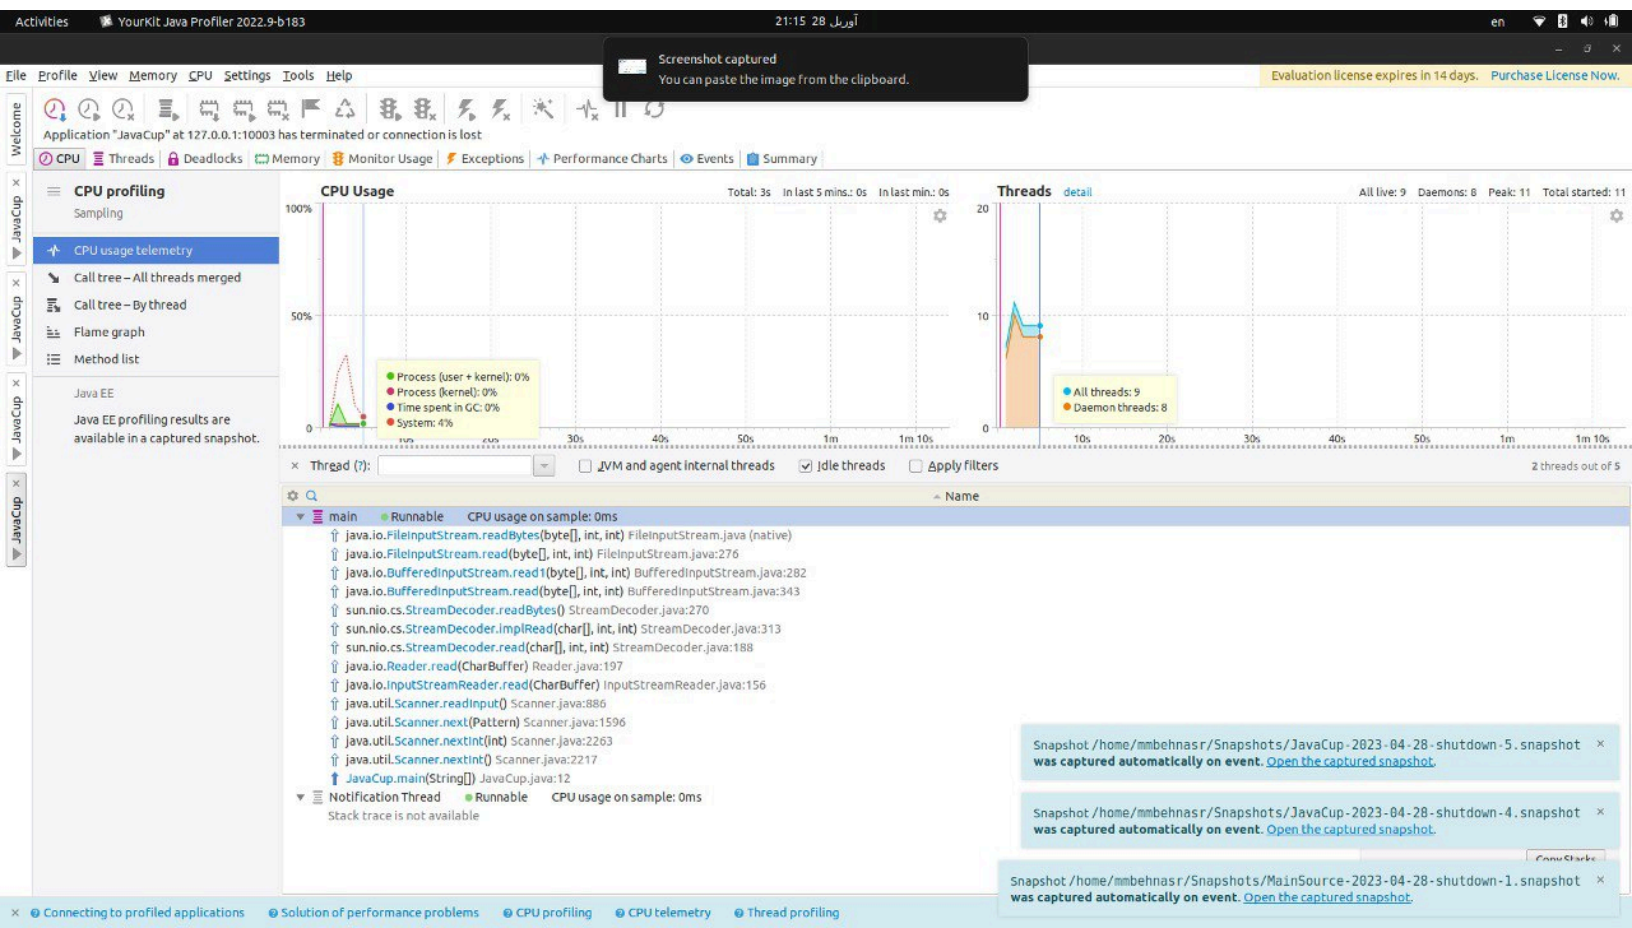 Activities YourKit Java Profiler 2022.9-b183 21:15 28 آوریل en
Screenshot captured
You can paste the image from the clipboard.
File Profile View Memory CPU Settings Tools Help Evaluation license expires in 14 days. Purchase License Now.
Application "JavaCup" at 127.0.0.1:10003 has terminated or connection is lost
CPU Threads Deadlocks Memory Monitor Usage Exceptions Performance Charts Events Summary
Welcome
JavaCup
JavaCup
JavaCup
JavaCup
CPU profiling
Sampling
CPU usage telemetry
Call tree – All threads merged
Call tree – By thread
Flame graph
Method list
Java EE
Java EE profiling results are
available in a captured snapshot.
CPU Usage Total: 3s In last 5 mins.: 0s In last min.: 0s
100%
50%
0
Process (user + kernel): 0%
Process (kernel): 0%
Time spent in GC: 0%
System: 4%
10s 20s 30s 40s 50s 1m 1m 10s
Threads detail All live: 9 Daemons: 8 Peak: 11 Total started: 11
20
10
0
All threads: 9
Daemon threads: 8
10s 20s 30s 40s 50s 1m 1m 10s
Thread (?): JVM and agent internal threads Idle threads Apply filters 2 threads out of 5
Name
main Runnable CPU usage on sample: 0ms
java.io.FileInputStream.readBytes(byte[], int, int) FileInputStream.java (native)
java.io.FileInputStream.read(byte[], int, int) FileInputStream.java:276
java.io.BufferedInputStream.read1(byte[], int, int) BufferedInputStream.java:282
java.io.BufferedInputStream.read(byte[], int, int) BufferedInputStream.java:343
sun.nio.cs.StreamDecoder.readBytes() StreamDecoder.java:270
sun.nio.cs.StreamDecoder.implRead(char[], int, int) StreamDecoder.java:313
sun.nio.cs.StreamDecoder.read(char[], int, int) StreamDecoder.java:188
java.io.Reader.read(CharBuffer) Reader.java:197
java.io.InputStreamReader.read(CharBuffer) InputStreamReader.java:156
java.util.Scanner.readInput() Scanner.java:886
java.util.Scanner.next(Pattern) Scanner.java:1596
java.util.Scanner.nextInt(int) Scanner.java:2263
java.util.Scanner.nextInt() Scanner.java:2217
JavaCup.main(String[]) JavaCup.java:12
Notification Thread Runnable CPU usage on sample: 0ms
Stack trace is not available
Snapshot /home/mmbehnasr/Snapshots/JavaCup-2023-04-28-shutdown-5.snapshot
was captured automatically on event. Open the captured snapshot.
Snapshot /home/mmbehnasr/Snapshots/JavaCup-2023-04-28-shutdown-4.snapshot
was captured automatically on event. Open the captured snapshot.
Copy Stacks
Snapshot /home/mmbehnasr/Snapshots/MainSource-2023-04-28-shutdown-1.snapshot
was captured automatically on event. Open the captured snapshot.
Connecting to profiled applications Solution of performance problems CPU profiling CPU telemetry Thread profiling